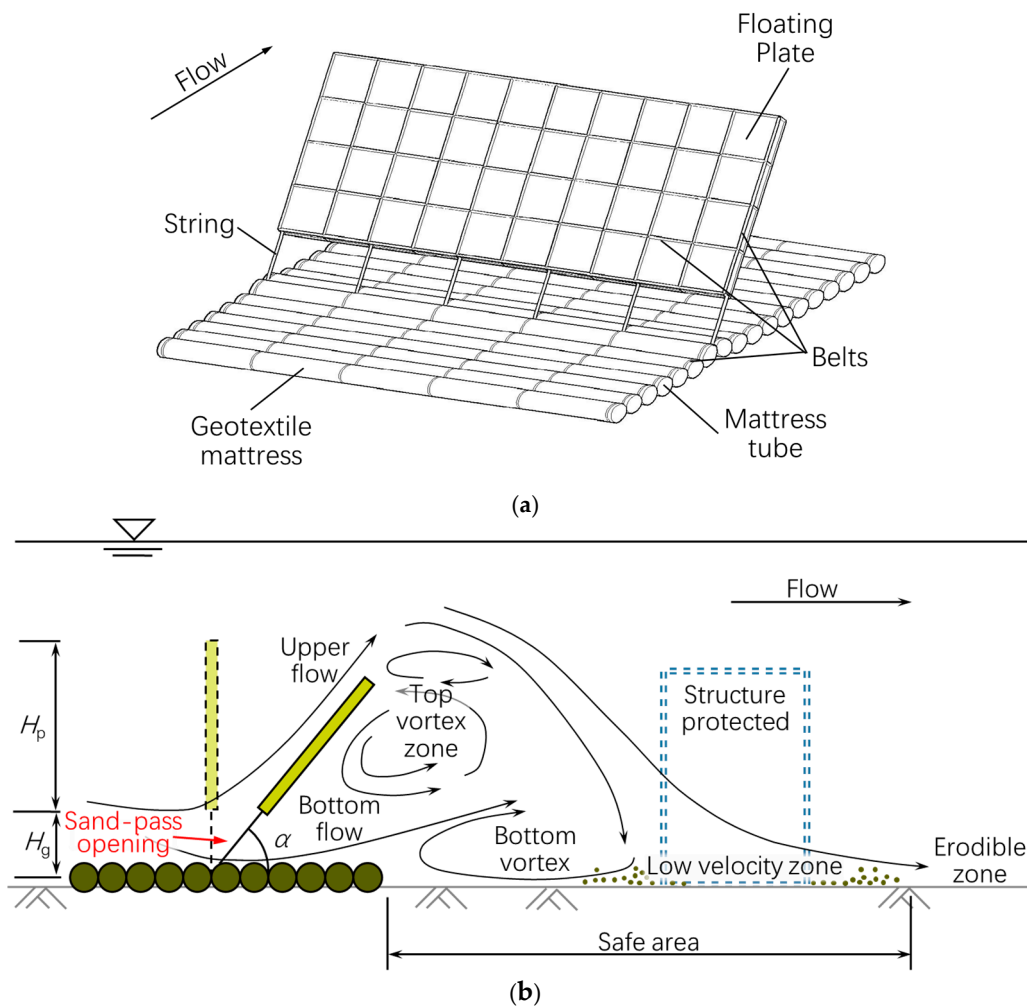 Floating
Plate
Flow
String
Belts
Mattress
tube
Geotextile
mattress
(a)
Flow
Upper
flow
Structure
protected
Top
vortex
zone
Hp
Bottom
flow
Sand-pass
opening
α
Hg
Bottom
vortex
Low velocity zone
Erodible
zone
Safe area
(b)